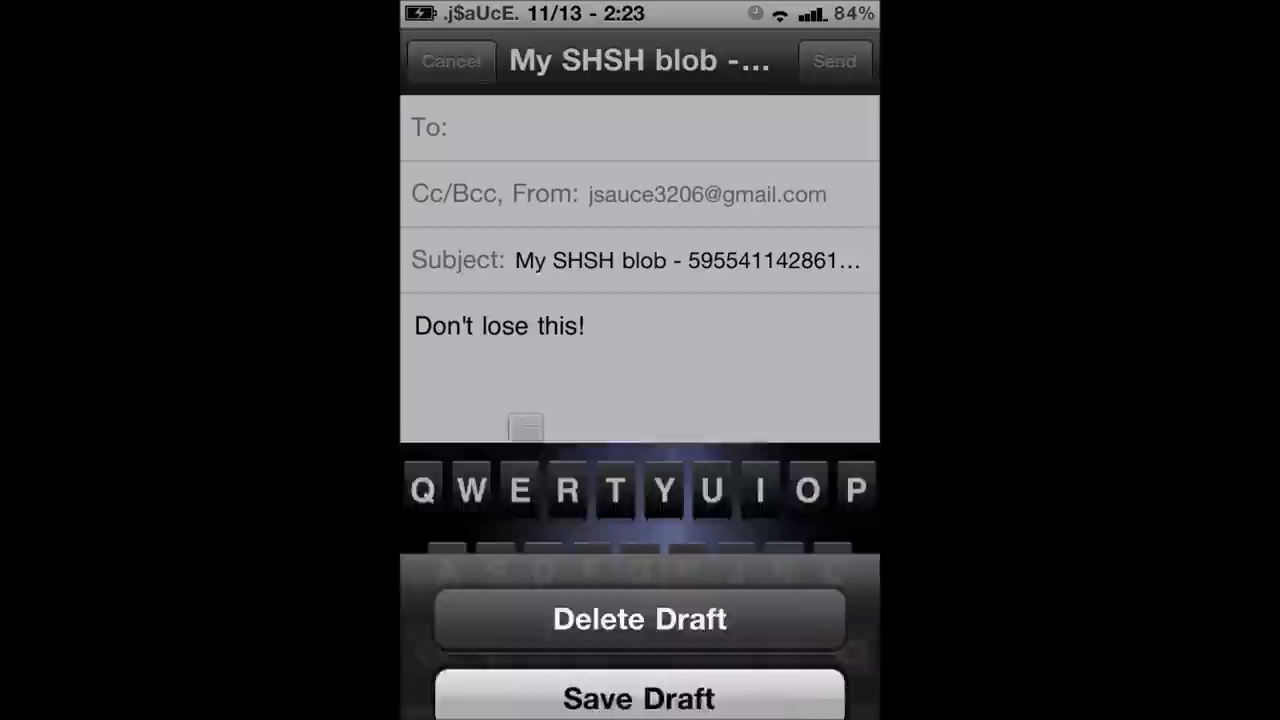 .j$aUcE. 11/13 - 2:23 84%
Cancel My SHSH blob -... Send
To:
Cc/Bcc, From: jsauce3206@gmail.com
Subject: My SHSH blob - 595541142861...
Don't lose this!
Q W E R T Y U I O P
Delete Draft
Save Draft